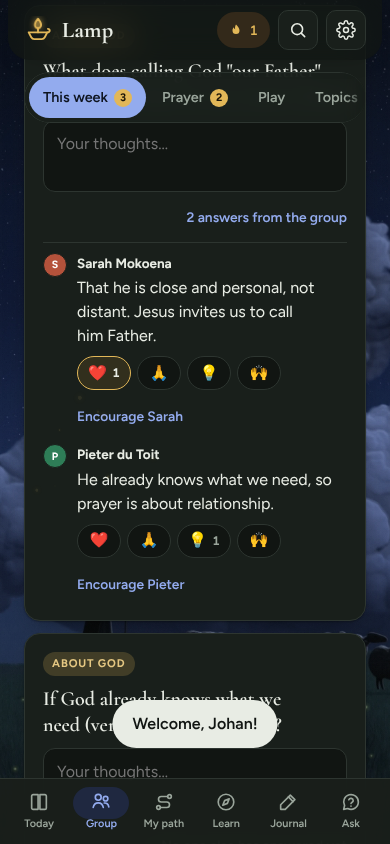 Lamp
1
What does calling God "our Father"
This week 3
Prayer 2
Play
Topics
Your thoughts...
2 answers from the group
S
Sarah Mokoena
That he is close and personal, not
distant. Jesus invites us to call
him Father.
❤️ 1 🙏 💡 🙌
Encourage Sarah
P
Pieter du Toit
He already knows what we need, so
prayer is about relationship.
❤️ 🙏 💡 1 🙌
Encourage Pieter
ABOUT GOD
If God already knows what we
need (ver ?
Welcome, Johan!
Your thoughts...
Today
Group
My path
Learn
Journal
Ask